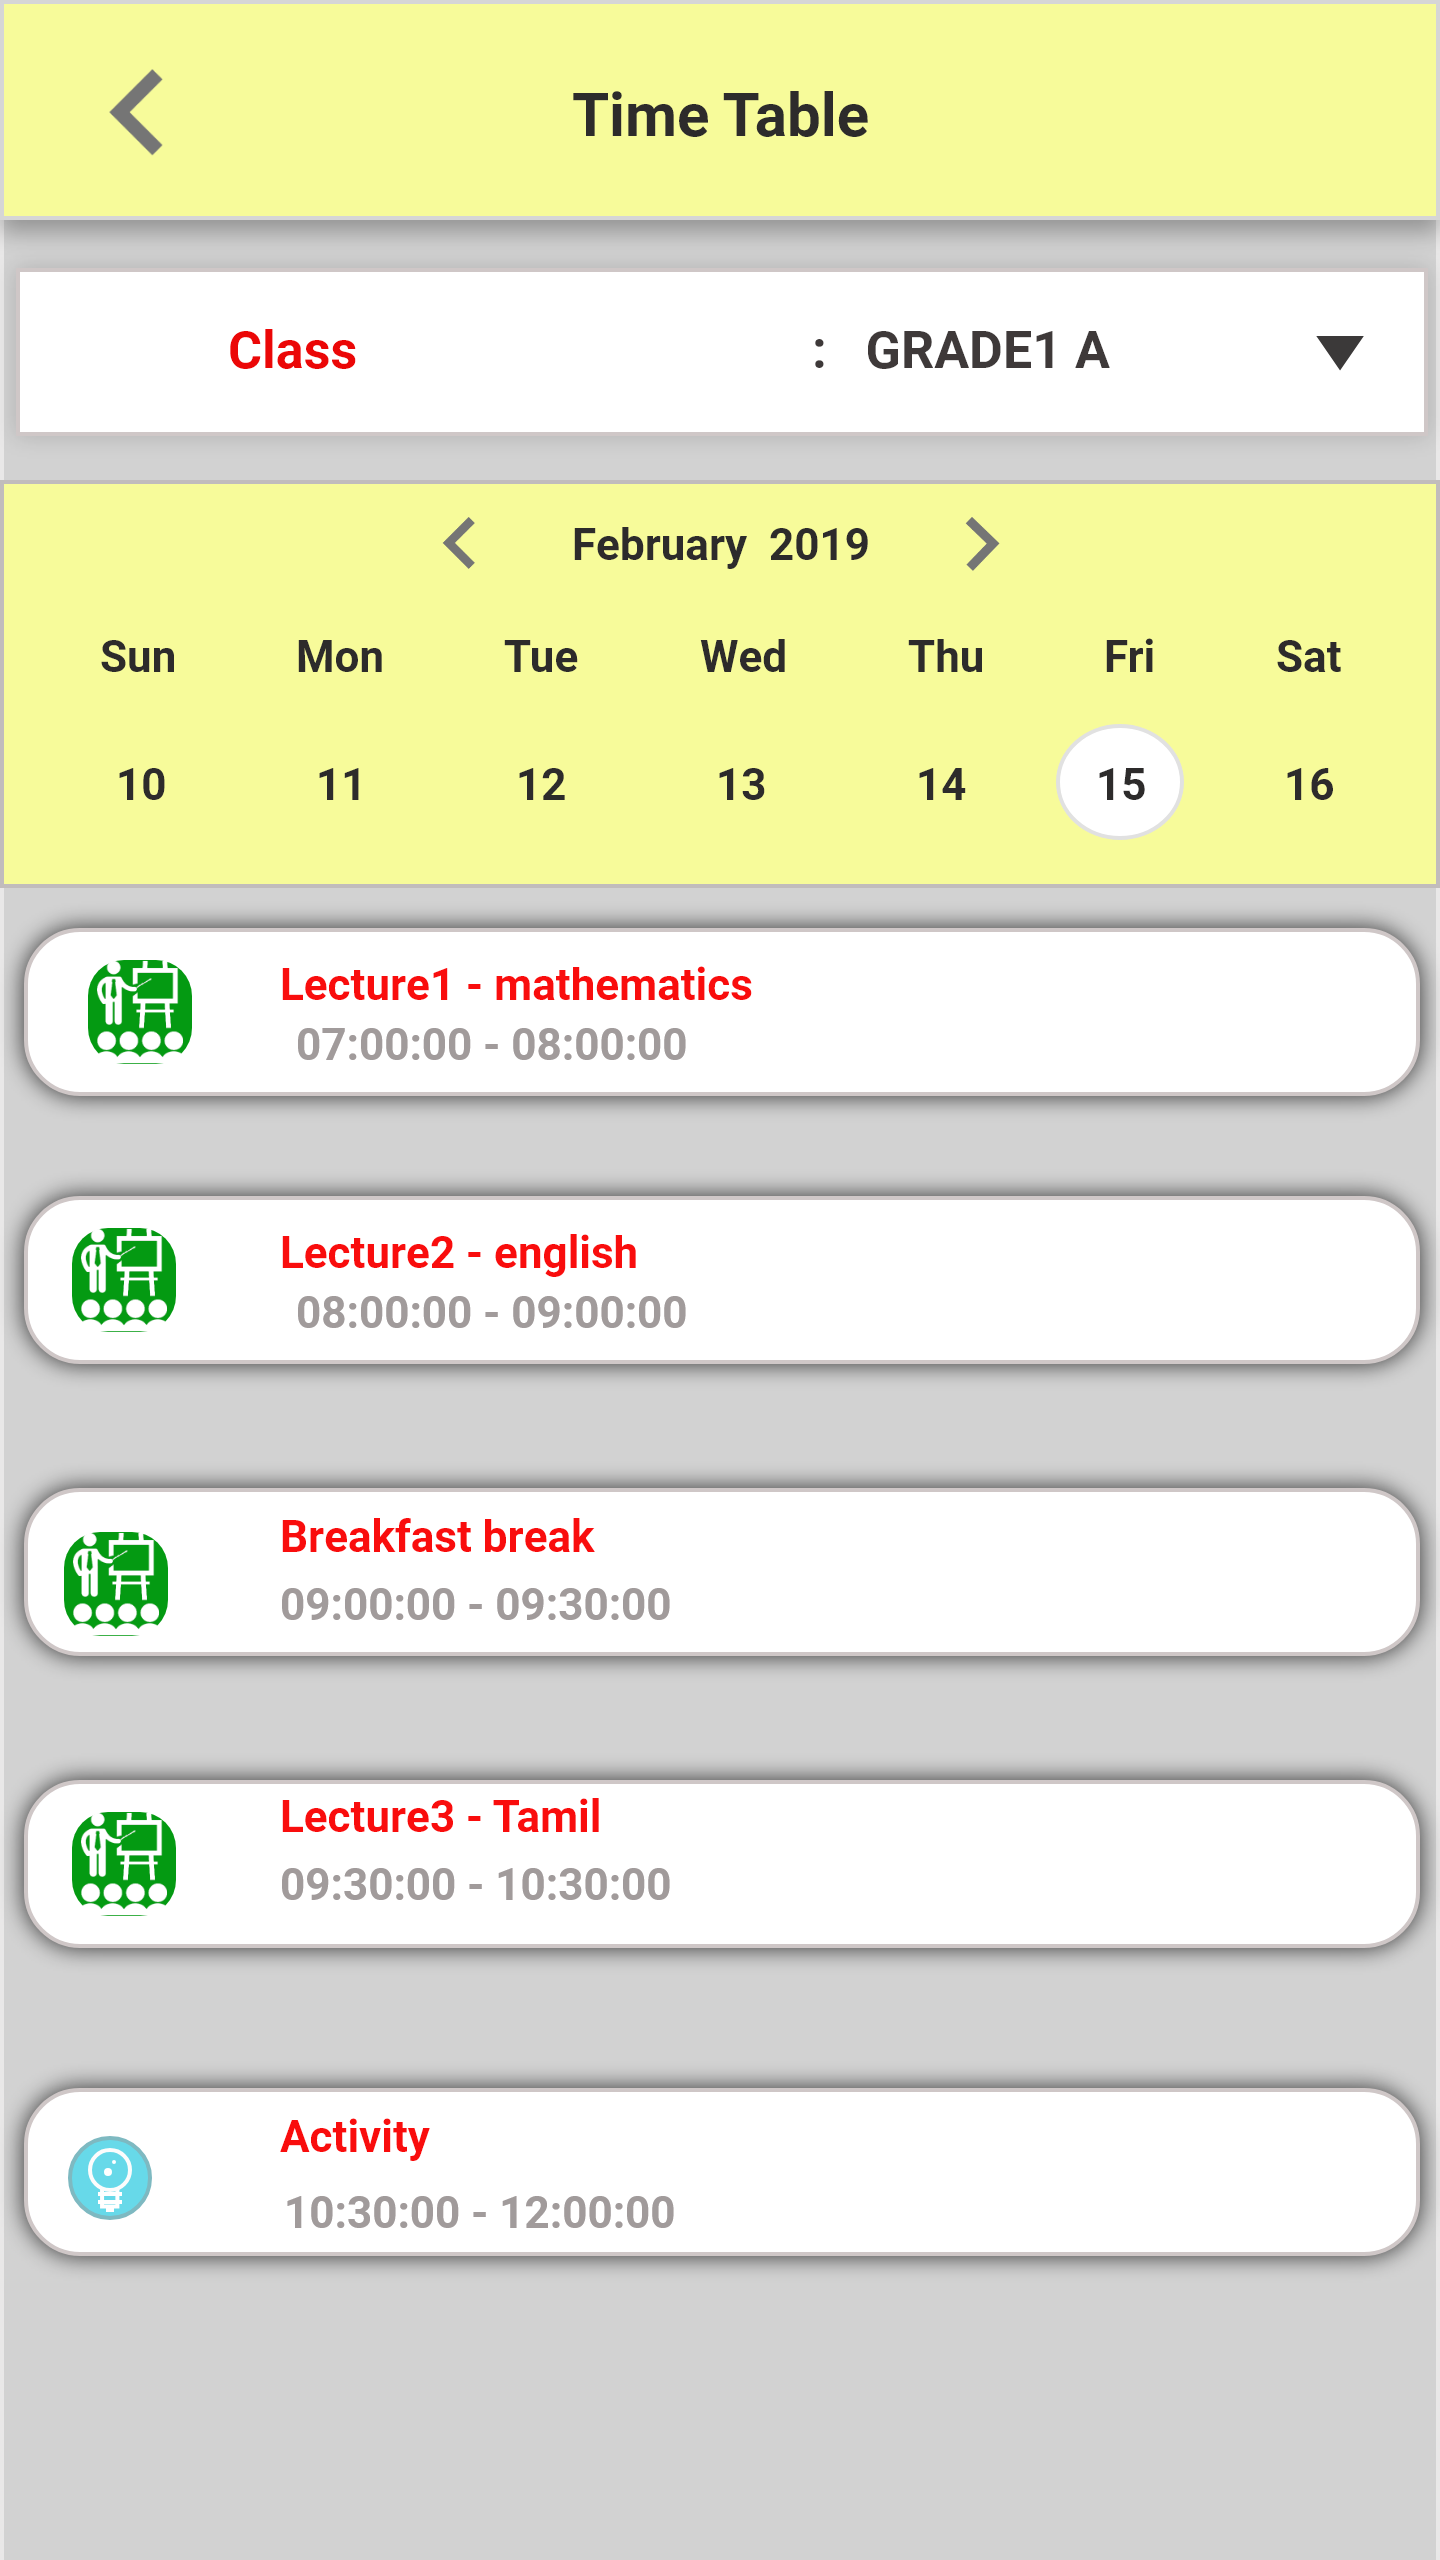 Time Table
Class : GRADE1 A
February 2019
Sun Mon Tue Wed Thu Fri Sat
10 11 12 13 14 15 16
Lecture1 - mathematics
07:00:00 - 08:00:00
Lecture2 - english
08:00:00 - 09:00:00
Breakfast break
09:00:00 - 09:30:00
Lecture3 - Tamil
09:30:00 - 10:30:00
Activity
10:30:00 - 12:00:00